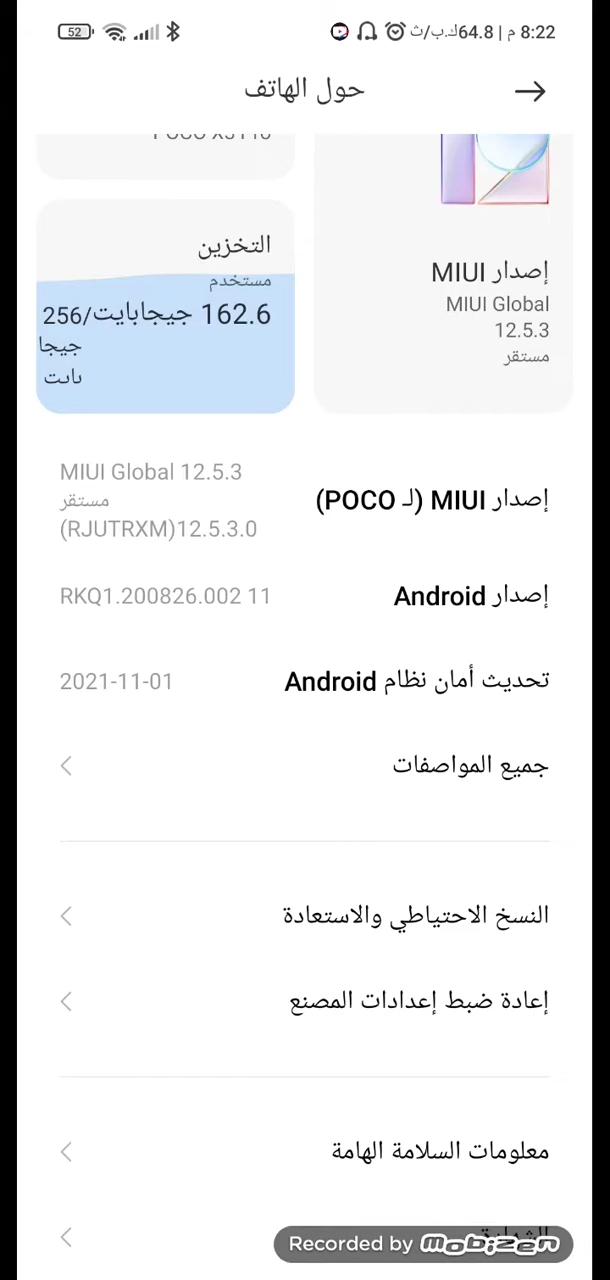 8:22 م | 64.8ك.ب/ث
52
حول الهاتف
إصدار MIUI
MIUI Global
12.5.3
مستقر
التخزين
مستخدم
162.6 جيجابايت/256
جيجا
بايت
إصدار MIUI (لـ POCO)
MIUI Global 12.5.3
مستقر
12.5.3.0(RJUTRXM)
إصدار Android
11 RKQ1.200826.002
تحديث أمان نظام Android
2021-11-01
جميع المواصفات
النسخ الاحتياطي والاستعادة
إعادة ضبط إعدادات المصنع
معلومات السلامة الهامة
Recorded by mobizen